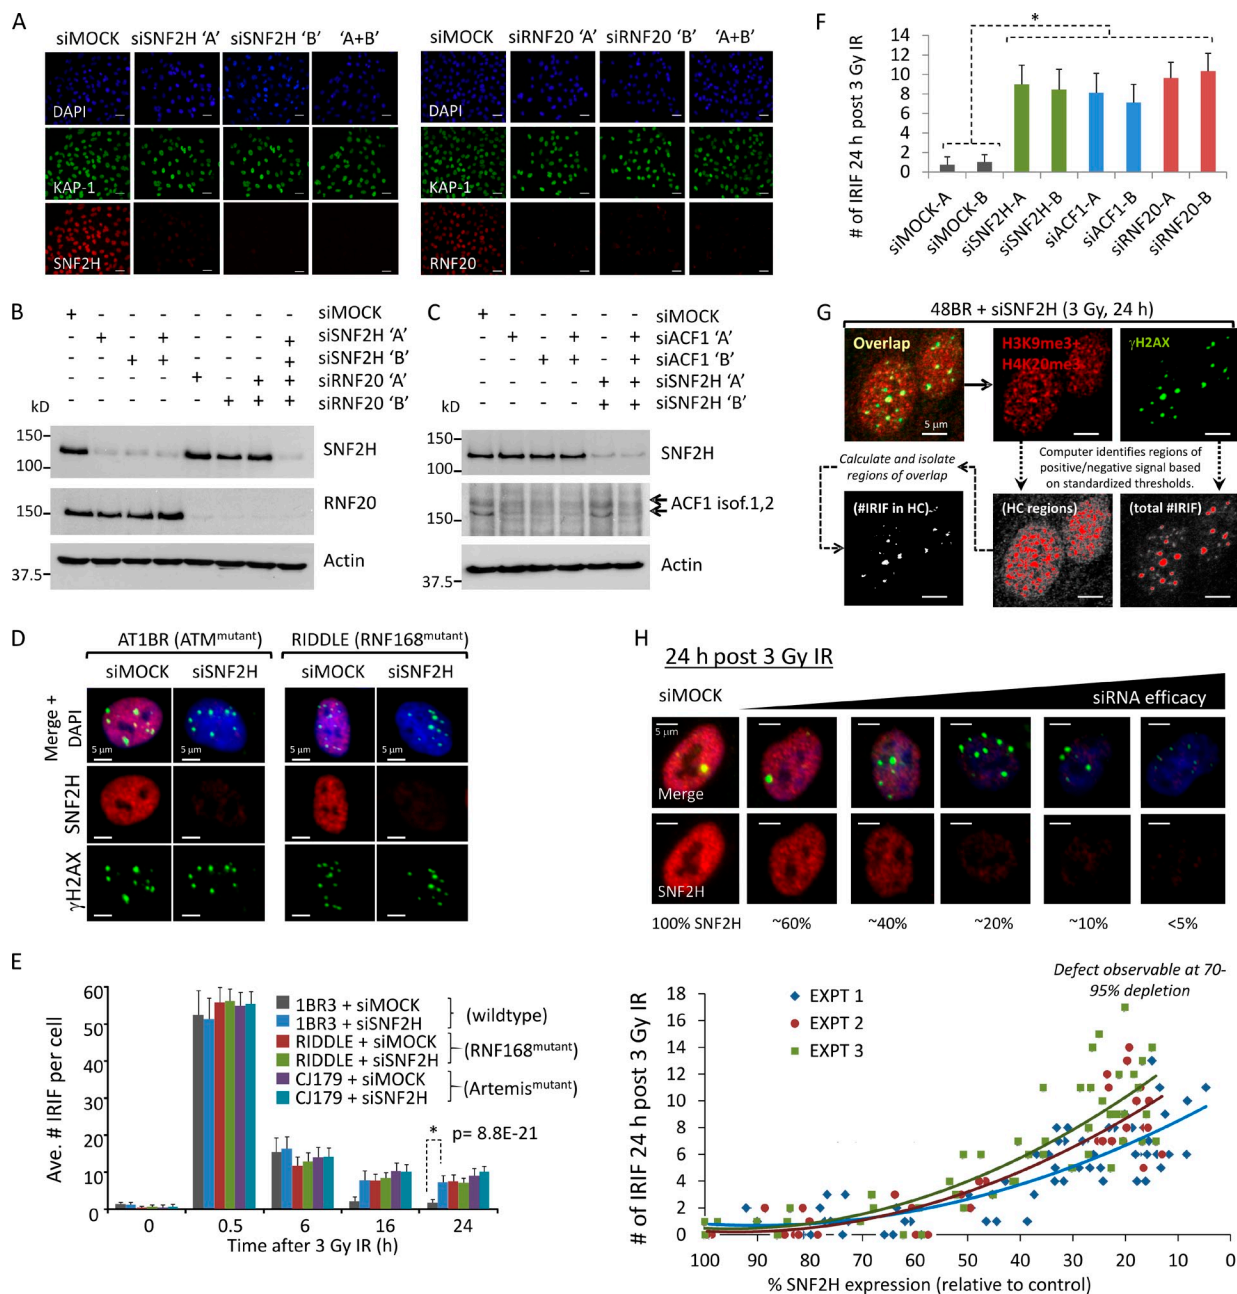 A
siMOCK siSNF2H ‘A’ siSNF2H ‘B’ ‘A+B’
DAPI
KAP-1
SNF2H
siMOCK siRNF20 ‘A’ siRNF20 ‘B’ ‘A+B’
DAPI
KAP-1
RNF20
B
+ - - - - - - - siMOCK
- + - + - - - + siSNF2H ‘A’
- - + + - - - + siSNF2H ‘B’
- - - - + - + + siRNF20 ‘A’
- - - - - + + + siRNF20 ‘B’
kD
150
100
SNF2H
150
RNF20
37.5
Actin
C
+ - - - - - siMOCK
- + - + - + siACF1 ‘A’
- - + + - + siACF1 ‘B’
- - - - + + siSNF2H ‘A’
- - - - + + siSNF2H ‘B’
kD
150
100
SNF2H
150
ACF1 isof.1,2
37.5
Actin
D
AT1BR (ATMmutant)
siMOCK siSNF2H
RIDDLE (RNF168mutant)
siMOCK siSNF2H
Merge +
DAPI
5 µm 5 µm 5 µm 5 µm
SNF2H
γH2AX
E
Ave. # IRIF per cell
60
50
40
30
20
10
0
1BR3 + siMOCK
1BR3 + siSNF2H
(wildtype)
RIDDLE + siMOCK
RIDDLE + siSNF2H
(RNF168mutant)
CJ179 + siMOCK
CJ179 + siSNF2H
(Artemismutant)
* p= 8.8E-21
0 0.5 6 16 24
Time after 3 Gy IR (h)
F
*
# of IRIF 24 h post 3 Gy IR
14
12
10
8
6
4
2
0
siMOCK-A
siMOCK-B
siSNF2H-A
siSNF2H-B
siACF1-A
siACF1-B
siRNF20-A
siRNF20-B
G
48BR + siSNF2H (3 Gy, 24 h)
Overlap
5 µm
H3K9me3+
H4K20me3
γH2AX
Calculate and isolate
regions of overlap
Computer identifies regions of
positive/negative signal based
on standardized thresholds.
(#IRIF in HC)
(HC regions)
(total #IRIF)
H
24 h post 3 Gy IR
siMOCK
siRNA efficacy
5 µm
Merge
SNF2H
100% SNF2H ~60% ~40% ~20% ~10% <5%
Defect observable at 70-
95% depletion
EXPT 1
EXPT 2
EXPT 3
# of IRIF 24 h post 3 Gy IR
18
16
14
12
10
8
6
4
2
0
100 90 80 70 60 50 40 30 20 10 0
% SNF2H expression (relative to control)